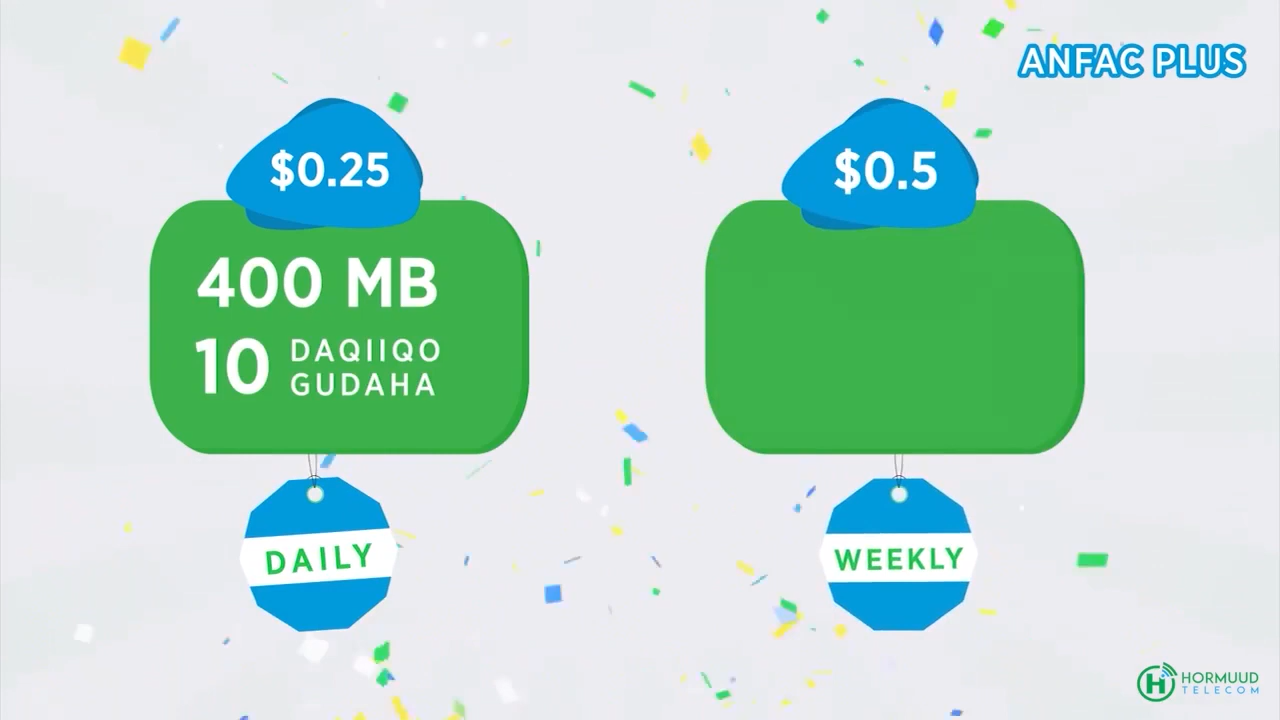 ANFAC PLUS
$0.25
400 MB
10 DAQIIQO
GUDAHA
DAILY
$0.5
WEEKLY
HORMUUD
TELECOM